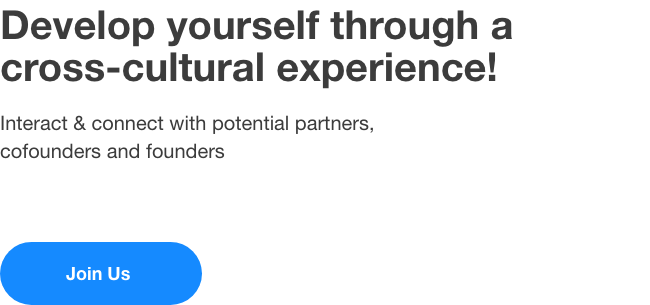 Develop yourself through a
cross-cultural experience!
Interact & connect with potential partners,
cofounders and founders
Join Us